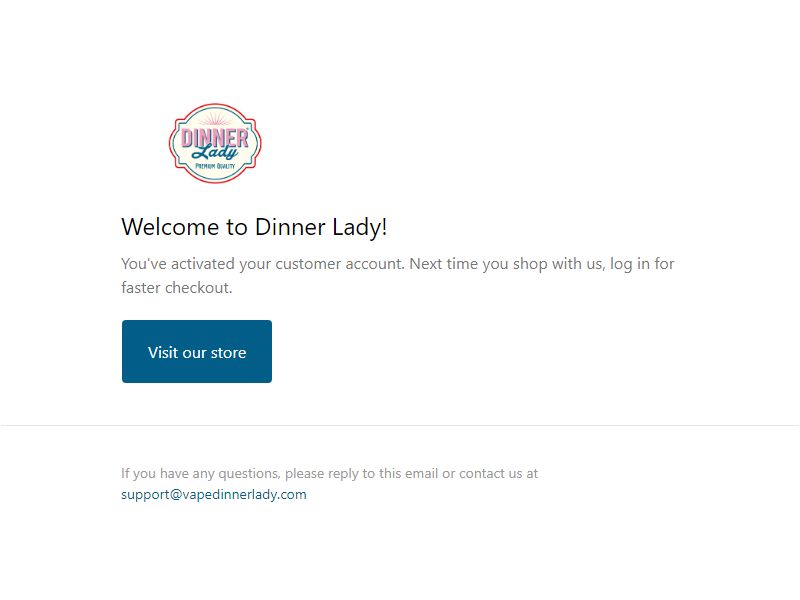 DINNER
Lady
PREMIUM QUALITY
Welcome to Dinner Lady!
You've activated your customer account. Next time you shop with us, log in for
faster checkout.
Visit our store
If you have any questions, please reply to this email or contact us at
support@vapedinnerlady.com